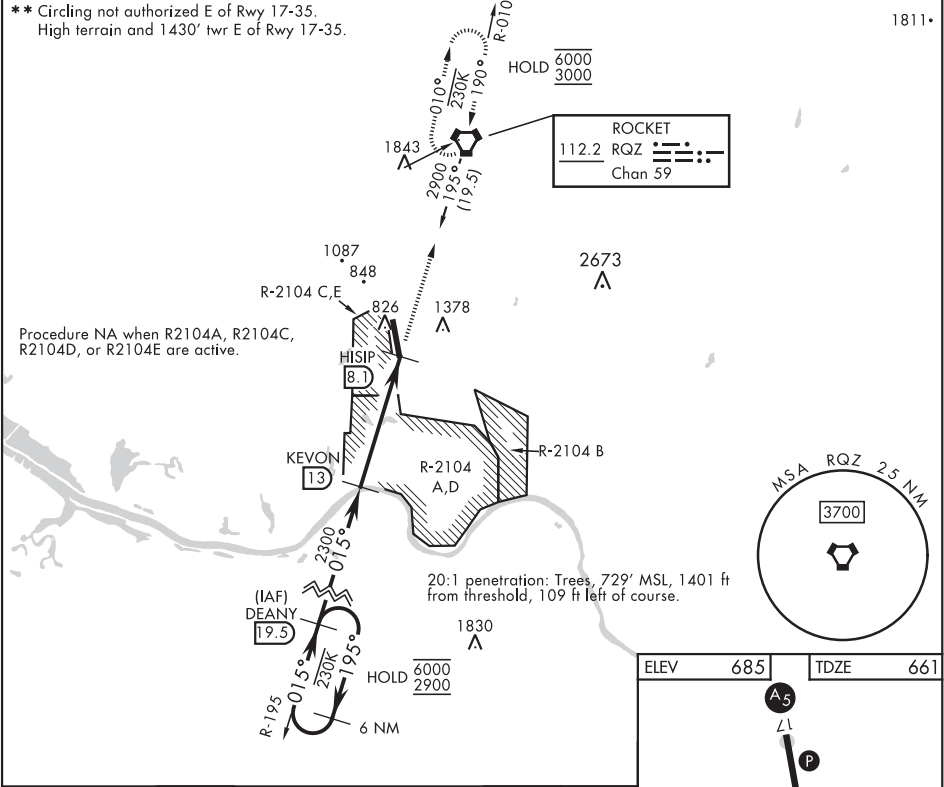 ** Circling not authorized E of Rwy 17-35.
High terrain and 1430' twr E of Rwy 17-35.
1811
R-010
HOLD 6000
3000
010°
230K
190°
ROCKET
112.2 RQZ
Chan 59
1843
2900
195°
(19.5)
1087
848
2673
R-2104 C,E
826
1378
Procedure NA when R2104A, R2104C,
R2104D, or R2104E are active.
HISIP
8.1
R-2104 B
KEVON
13
R-2104
A,D
MSA RQZ 25 NM
3700
2300
015°
20:1 penetration: Trees, 729' MSL, 1401 ft
from threshold, 109 ft left of course.
(IAF)
DEANY
19.5
1830
015°
230K
195°
HOLD 6000
2900
R-195
6 NM
ELEV 685
TDZE 661
A5
17
P